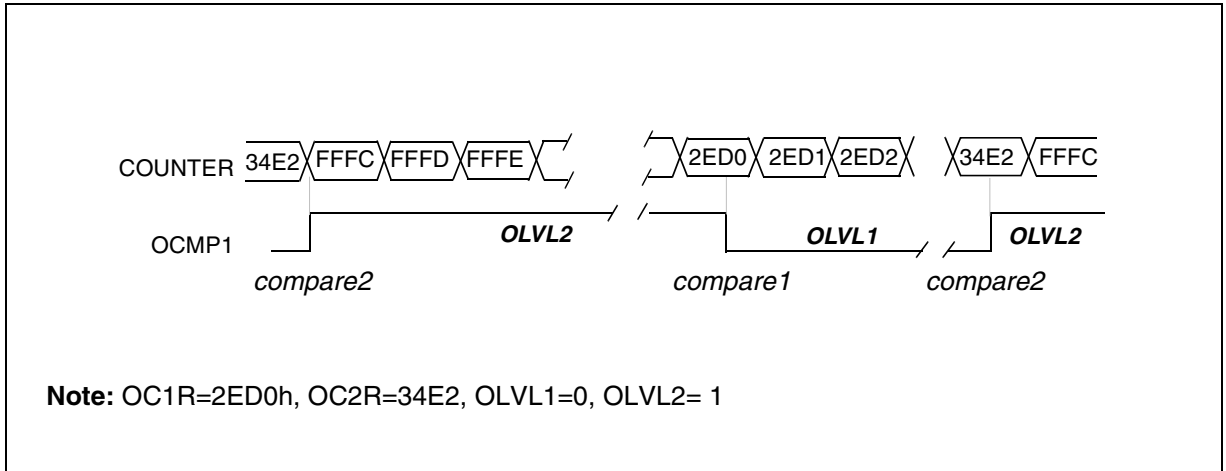 COUNTER 34E2 FFFC FFFD FFFE 2ED0 2ED1 2ED2 34E2 FFFC
OCMP1 OLVL2 OLVL1 OLVL2
compare2 compare1 compare2
Note: OC1R=2ED0h, OC2R=34E2, OLVL1=0, OLVL2= 1